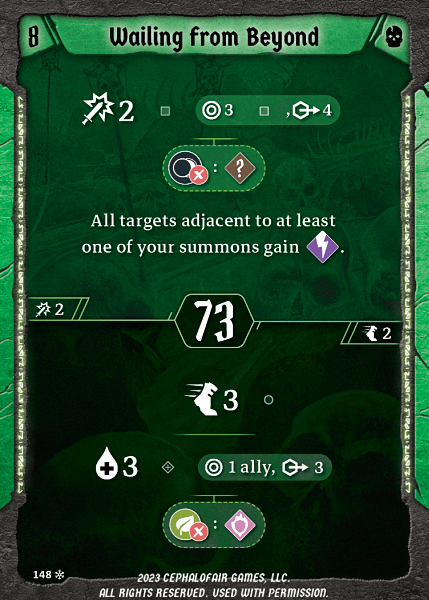 8 Wailing from Beyond
2 3 , 4
: ?
All targets adjacent to at least
one of your summons gain .
2
73
2
3
3 1 ally, 3
:
148
2023 CEPHALOFAIR GAMES, LLC.
ALL RIGHTS RESERVED. USED WITH PERMISSION.